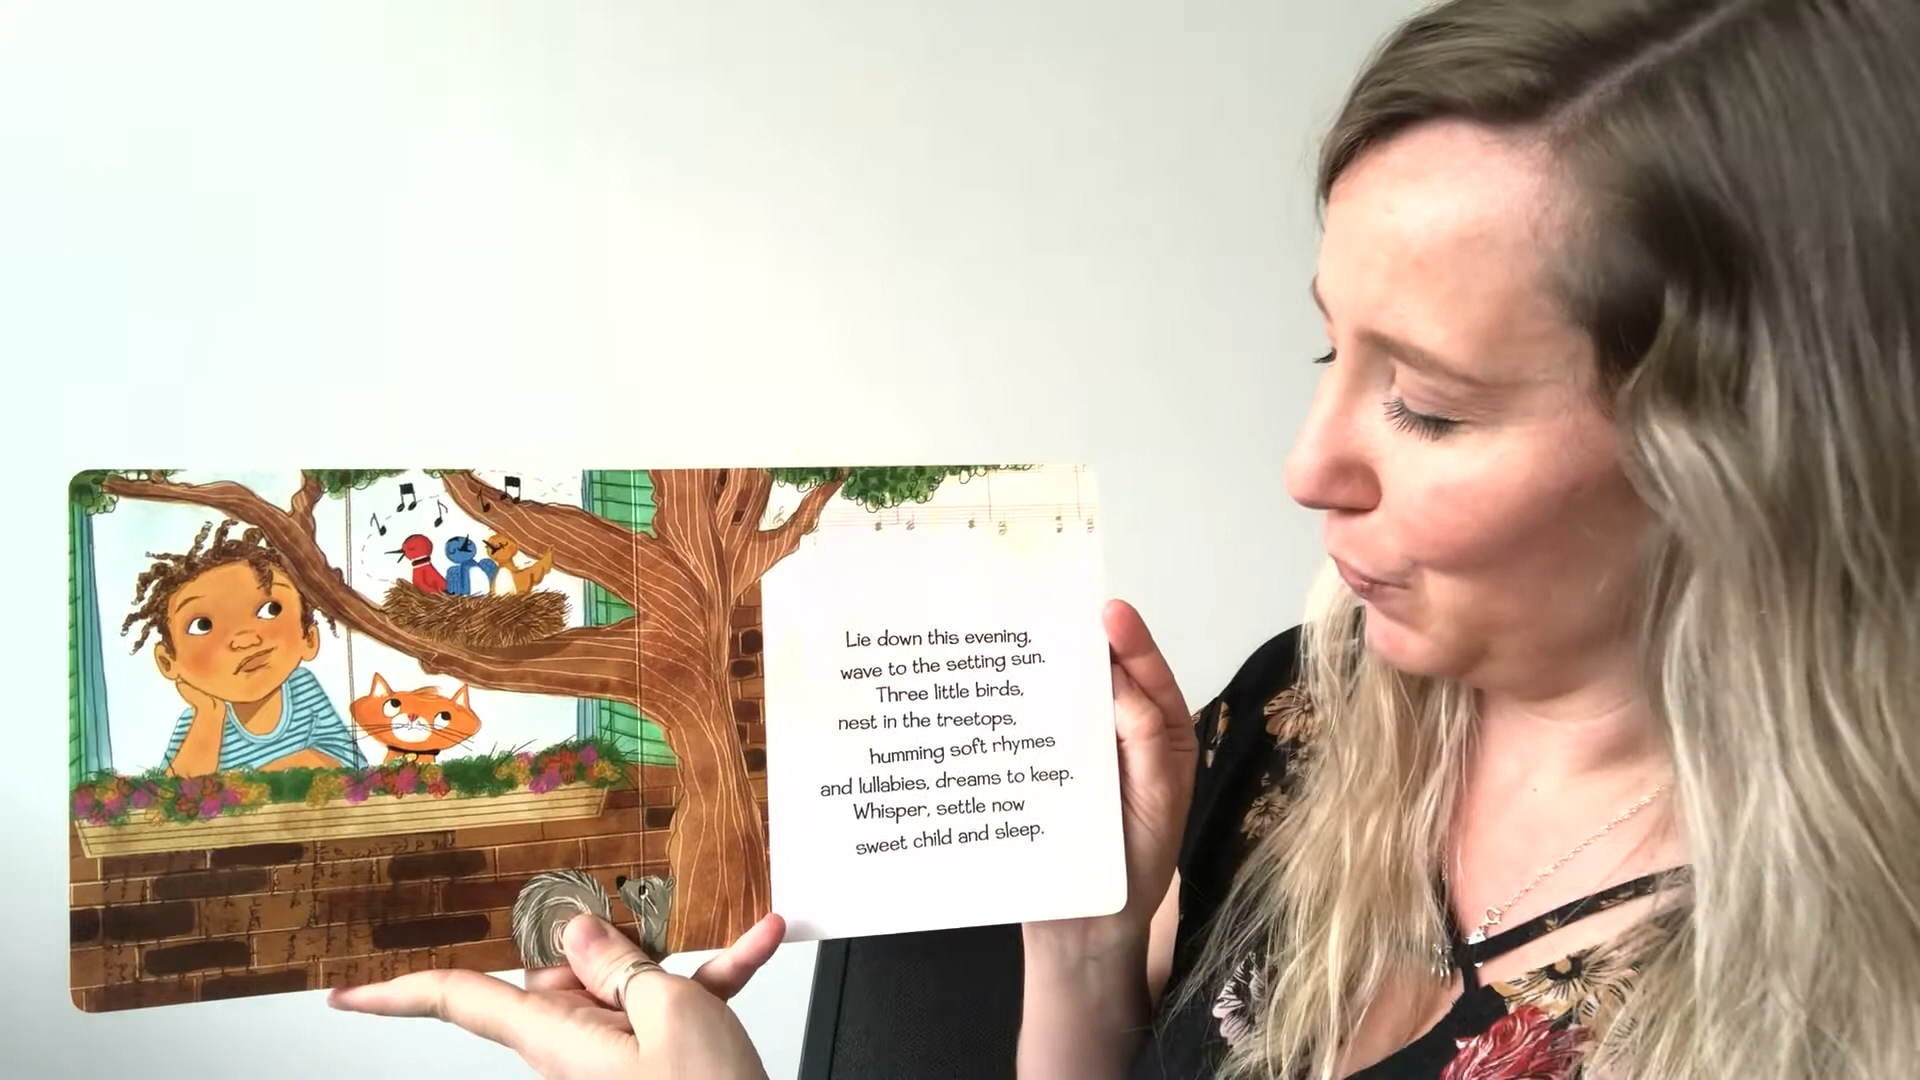 Lie down this evening,
wave to the setting sun.
Three little birds,
nest in the treetops,
humming soft rhymes
and lullabies, dreams to keep.
Whisper, settle now
sweet child and sleep.